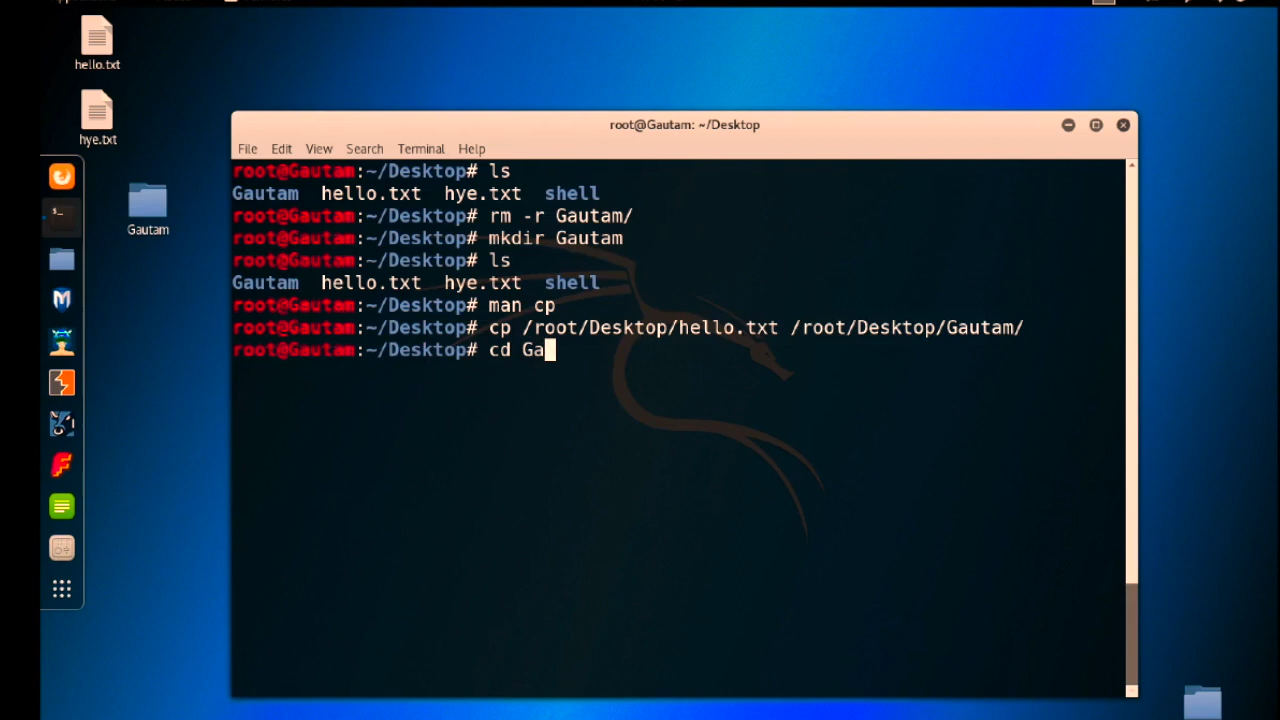 hello.txt
hye.txt
Gautam
root@Gautam: ~/Desktop
File Edit View Search Terminal Help
root@Gautam:~/Desktop# ls
Gautam hello.txt hye.txt shell
root@Gautam:~/Desktop# rm -r Gautam/
root@Gautam:~/Desktop# mkdir Gautam
root@Gautam:~/Desktop# ls
Gautam hello.txt hye.txt shell
root@Gautam:~/Desktop# man cp
root@Gautam:~/Desktop# cp /root/Desktop/hello.txt /root/Desktop/Gautam/
root@Gautam:~/Desktop# cd Ga